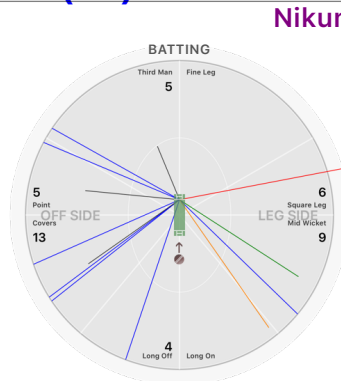 Nikun
BATTING
Third Man Fine Leg
5
5 6
Point Square Leg
OFF SIDE LEG SIDE
Covers Mid Wicket
13 9
4
Long Off Long On